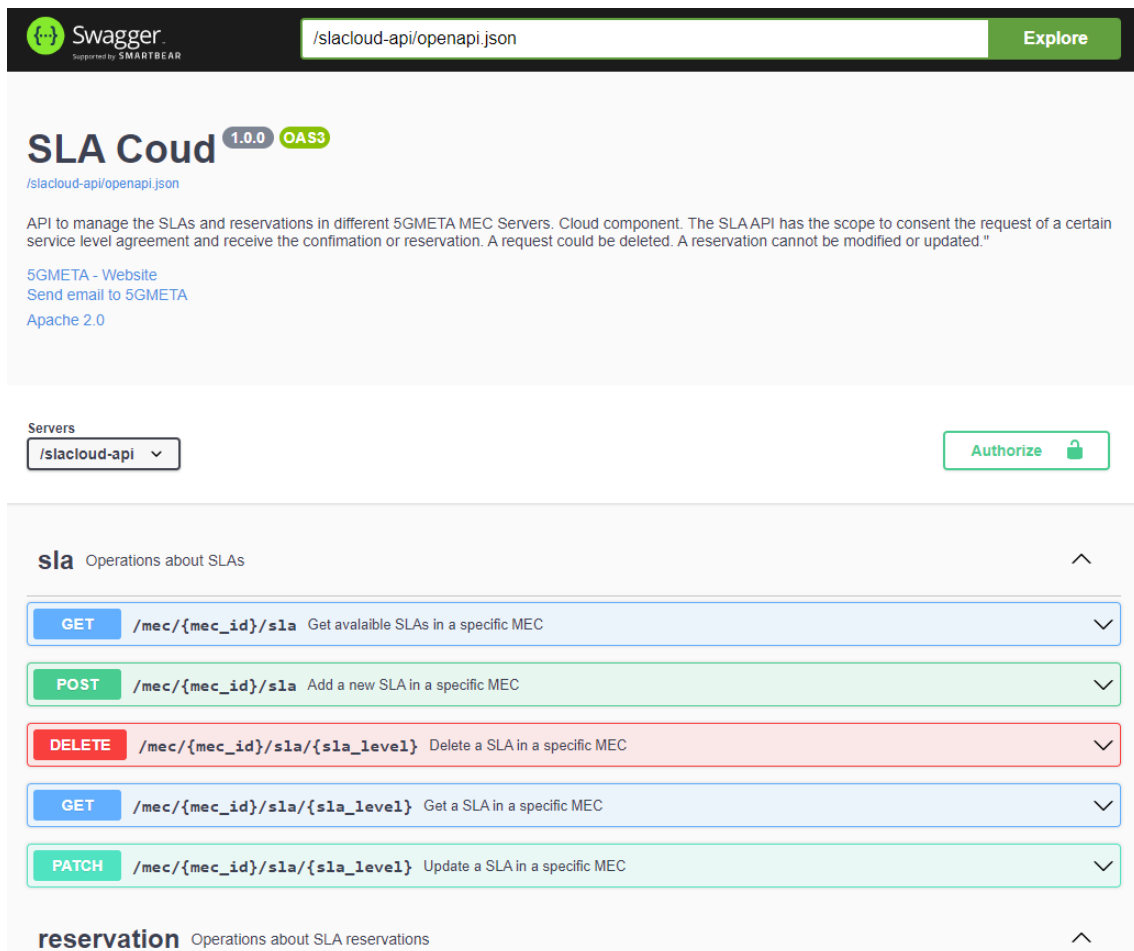 Swagger.
Supported by SMARTBEAR
/slacloud-api/openapi.json
Explore
SLA Coud 1.0.0 OAS3
/slacloud-api/openapi.json
API to manage the SLAs and reservations in different 5GMETA MEC Servers. Cloud component. The SLA API has the scope to consent the request of a certain
service level agreement and receive the confimation or reservation. A request could be deleted. A reservation cannot be modified or updated."
5GMETA - Website
Send email to 5GMETA
Apache 2.0
Servers
/slacloud-api
Authorize
sla Operations about SLAs
GET /mec/{mec_id}/sla Get avalaible SLAs in a specific MEC
POST /mec/{mec_id}/sla Add a new SLA in a specific MEC
DELETE /mec/{mec_id}/sla/{sla_level} Delete a SLA in a specific MEC
GET /mec/{mec_id}/sla/{sla_level} Get a SLA in a specific MEC
PATCH /mec/{mec_id}/sla/{sla_level} Update a SLA in a specific MEC
reservation Operations about SLA reservations